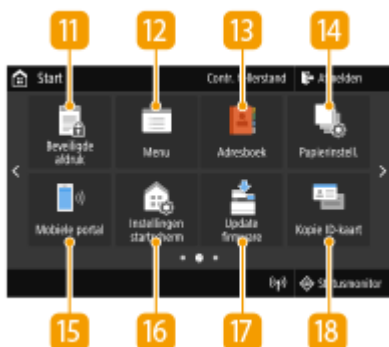 11 12 13 14
Start Contr. tellerstand Afmelden
Beveiligde
afdruk
Menu Adresboek Papierinstell.
Mobiele portal
Instellingen
startscherm
Update
firmware
Kopie ID-kaart
Statusmonitor
15 16 17 18